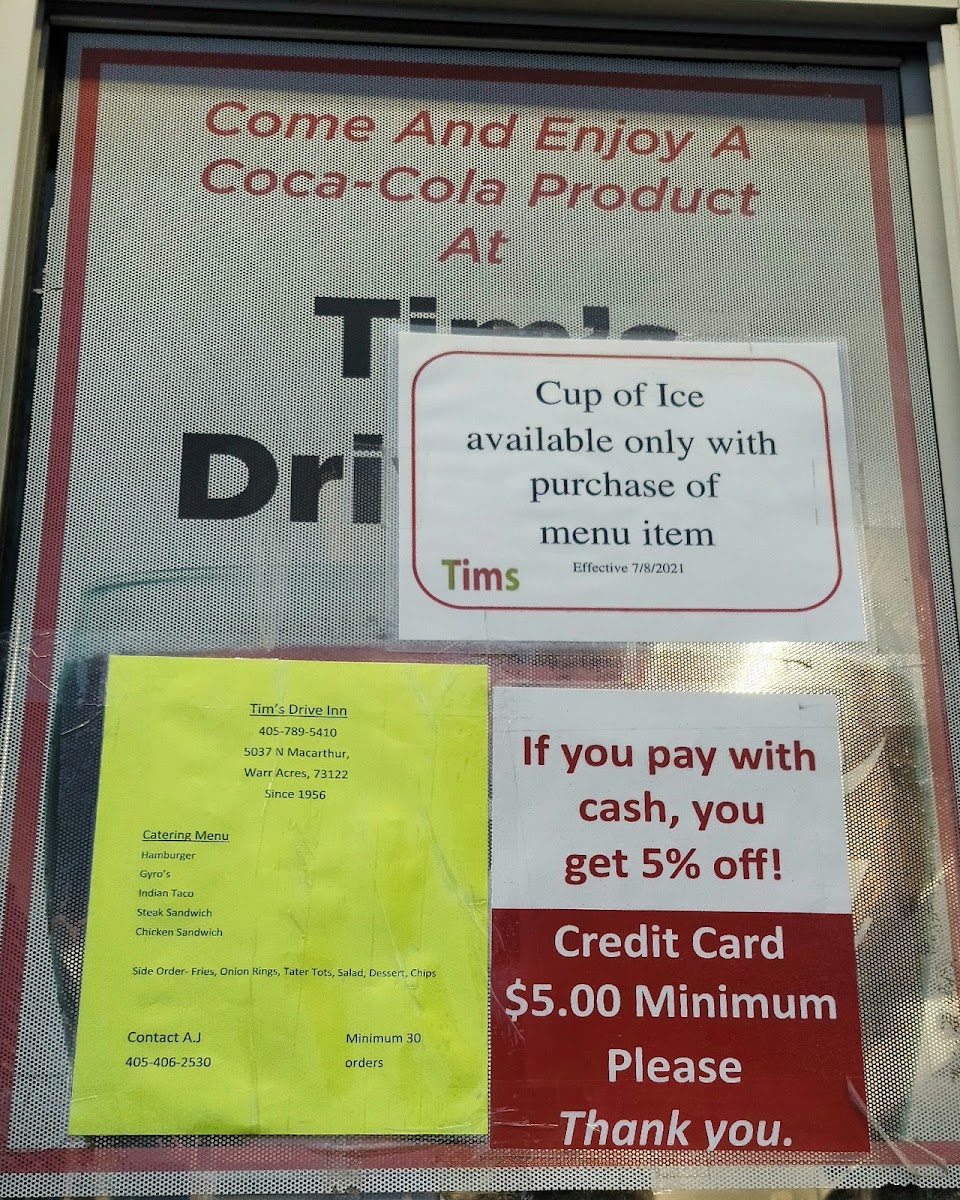 Come And Enjoy A
Coca-Cola Product
At
Tim's
Dri
Cup of Ice
available only with
purchase of
menu item
Effective 7/8/2021
Tims
Tim's Drive Inn
405-789-5410
5037 N Macarthur,
Warr Acres, 73122
Since 1956
Catering Menu
Hamburger
Gyro's
Indian Taco
Steak Sandwich
Chicken Sandwich
Side Order- Fries, Onion Rings, Tater Tots, Salad, Dessert, Chips
Contact A.J
405-406-2530
Minimum 30
orders
If you pay with
cash, you
get 5% off!
Credit Card
$5.00 Minimum
Please
Thank you.